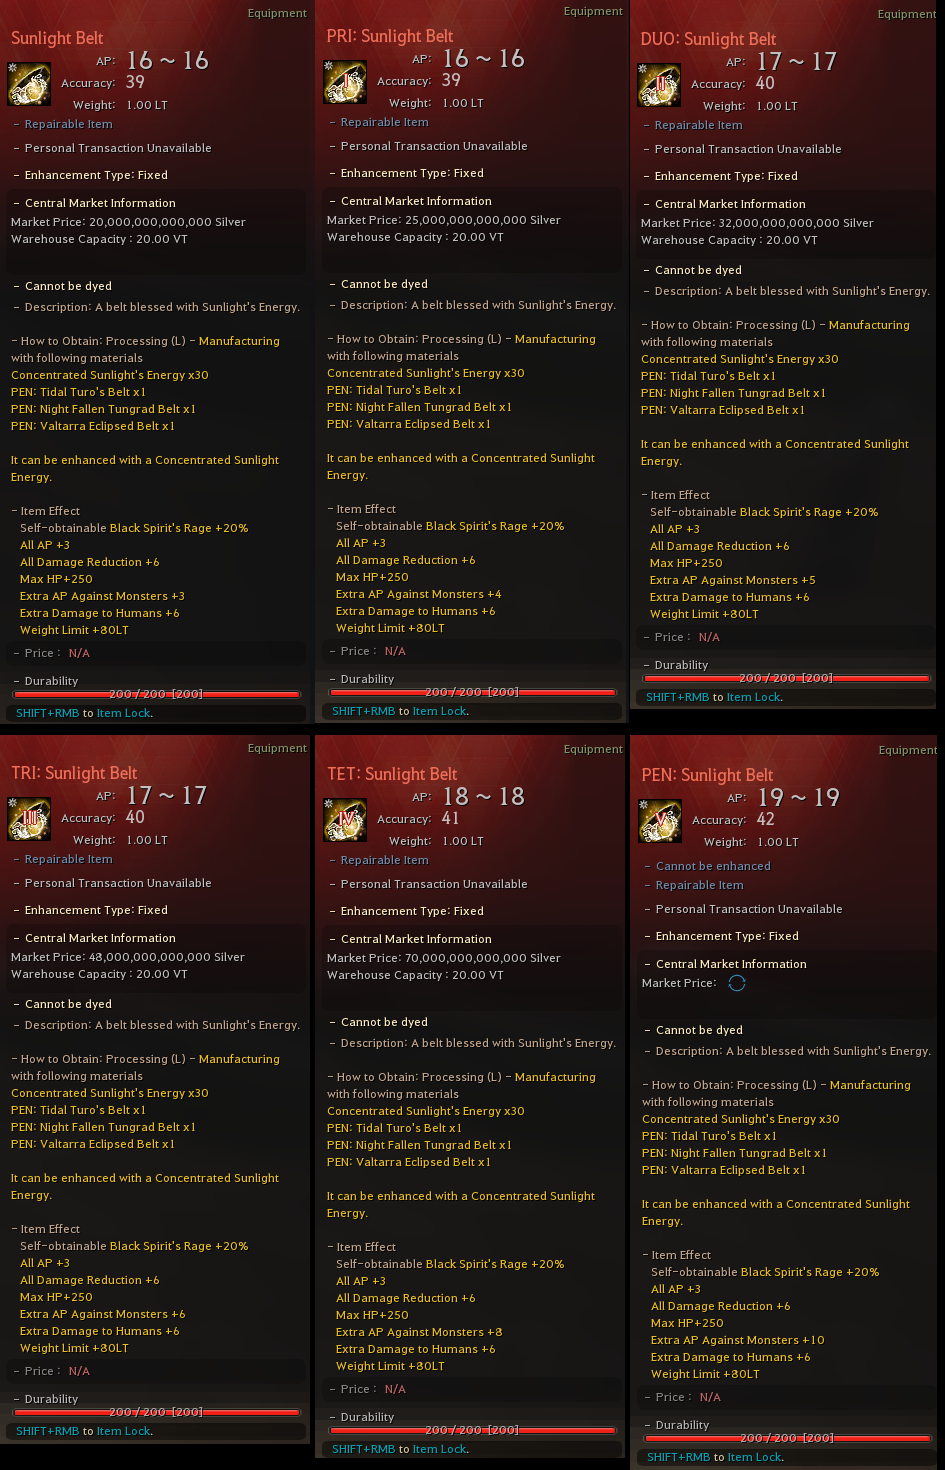 Equipment
Sunlight Belt
AP: 16 ~ 16
Accuracy: 39
Weight: 1.00 LT
- Repairable Item
- Personal Transaction Unavailable
- Enhancement Type: Fixed
- Central Market Information
Market Price: 20,000,000,000,000 Silver
Warehouse Capacity : 20.00 VT
- Cannot be dyed
- Description: A belt blessed with Sunlight's Energy.
- How to Obtain: Processing (L) - Manufacturing
with following materials
Concentrated Sunlight's Energy x30
PEN: Tidal Turo's Belt x1
PEN: Night Fallen Tungrad Belt x1
PEN: Valtarra Eclipsed Belt x1
It can be enhanced with a Concentrated Sunlight
Energy.
- Item Effect
Self-obtainable Black Spirit's Rage +20%
All AP +3
All Damage Reduction +6
Max HP+250
Extra AP Against Monsters +3
Extra Damage to Humans +6
Weight Limit +80LT
- Price : N/A
- Durability
200 / 200 [200]
SHIFT+RMB to Item Lock.
Equipment
PRI: Sunlight Belt
I
AP: 16 ~ 16
Accuracy: 39
Weight: 1.00 LT
- Repairable Item
- Personal Transaction Unavailable
- Enhancement Type: Fixed
- Central Market Information
Market Price: 25,000,000,000,000 Silver
Warehouse Capacity : 20.00 VT
- Cannot be dyed
- Description: A belt blessed with Sunlight's Energy.
- How to Obtain: Processing (L) - Manufacturing
with following materials
Concentrated Sunlight's Energy x30
PEN: Tidal Turo's Belt x1
PEN: Night Fallen Tungrad Belt x1
PEN: Valtarra Eclipsed Belt x1
It can be enhanced with a Concentrated Sunlight
Energy.
- Item Effect
Self-obtainable Black Spirit's Rage +20%
All AP +3
All Damage Reduction +6
Max HP+250
Extra AP Against Monsters +4
Extra Damage to Humans +6
Weight Limit +80LT
- Price : N/A
- Durability
200 / 200 [200]
SHIFT+RMB to Item Lock.
Equipment
DUO: Sunlight Belt
II
AP: 17 ~ 17
Accuracy: 40
Weight: 1.00 LT
- Repairable Item
- Personal Transaction Unavailable
- Enhancement Type: Fixed
- Central Market Information
Market Price: 32,000,000,000,000 Silver
Warehouse Capacity : 20.00 VT
- Cannot be dyed
- Description: A belt blessed with Sunlight's Energy.
- How to Obtain: Processing (L) - Manufacturing
with following materials
Concentrated Sunlight's Energy x30
PEN: Tidal Turo's Belt x1
PEN: Night Fallen Tungrad Belt x1
PEN: Valtarra Eclipsed Belt x1
It can be enhanced with a Concentrated Sunlight
Energy.
- Item Effect
Self-obtainable Black Spirit's Rage +20%
All AP +3
All Damage Reduction +6
Max HP+250
Extra AP Against Monsters +5
Extra Damage to Humans +6
Weight Limit +80LT
- Price : N/A
- Durability
200 / 200 [200]
SHIFT+RMB to Item Lock.
Equipment
TRI: Sunlight Belt
III
AP: 17 ~ 17
Accuracy: 40
Weight: 1.00 LT
- Repairable Item
- Personal Transaction Unavailable
- Enhancement Type: Fixed
- Central Market Information
Market Price: 48,000,000,000,000 Silver
Warehouse Capacity : 20.00 VT
- Cannot be dyed
- Description: A belt blessed with Sunlight's Energy.
- How to Obtain: Processing (L) - Manufacturing
with following materials
Concentrated Sunlight's Energy x30
PEN: Tidal Turo's Belt x1
PEN: Night Fallen Tungrad Belt x1
PEN: Valtarra Eclipsed Belt x1
It can be enhanced with a Concentrated Sunlight
Energy.
- Item Effect
Self-obtainable Black Spirit's Rage +20%
All AP +3
All Damage Reduction +6
Max HP+250
Extra AP Against Monsters +6
Extra Damage to Humans +6
Weight Limit +80LT
- Price : N/A
- Durability
200 / 200 [200]
SHIFT+RMB to Item Lock.
Equipment
TET: Sunlight Belt
IV
AP: 18 ~ 18
Accuracy: 41
Weight: 1.00 LT
- Repairable Item
- Personal Transaction Unavailable
- Enhancement Type: Fixed
- Central Market Information
Market Price: 70,000,000,000,000 Silver
Warehouse Capacity : 20.00 VT
- Cannot be dyed
- Description: A belt blessed with Sunlight's Energy.
- How to Obtain: Processing (L) - Manufacturing
with following materials
Concentrated Sunlight's Energy x30
PEN: Tidal Turo's Belt x1
PEN: Night Fallen Tungrad Belt x1
PEN: Valtarra Eclipsed Belt x1
It can be enhanced with a Concentrated Sunlight
Energy.
- Item Effect
Self-obtainable Black Spirit's Rage +20%
All AP +3
All Damage Reduction +6
Max HP+250
Extra AP Against Monsters +8
Extra Damage to Humans +6
Weight Limit +80LT
- Price : N/A
- Durability
200 / 200 [200]
SHIFT+RMB to Item Lock.
Equipment
PEN: Sunlight Belt
V
AP: 19 ~ 19
Accuracy: 42
Weight: 1.00 LT
- Cannot be enhanced
- Repairable Item
- Personal Transaction Unavailable
- Enhancement Type: Fixed
- Central Market Information
Market Price:
- Cannot be dyed
- Description: A belt blessed with Sunlight's Energy.
- How to Obtain: Processing (L) - Manufacturing
with following materials
Concentrated Sunlight's Energy x30
PEN: Tidal Turo's Belt x1
PEN: Night Fallen Tungrad Belt x1
PEN: Valtarra Eclipsed Belt x1
It can be enhanced with a Concentrated Sunlight
Energy.
- Item Effect
Self-obtainable Black Spirit's Rage +20%
All AP +3
All Damage Reduction +6
Max HP+250
Extra AP Against Monsters +10
Extra Damage to Humans +6
Weight Limit +80LT
- Price : N/A
- Durability
200 / 200 [200]
SHIFT+RMB to Item Lock.